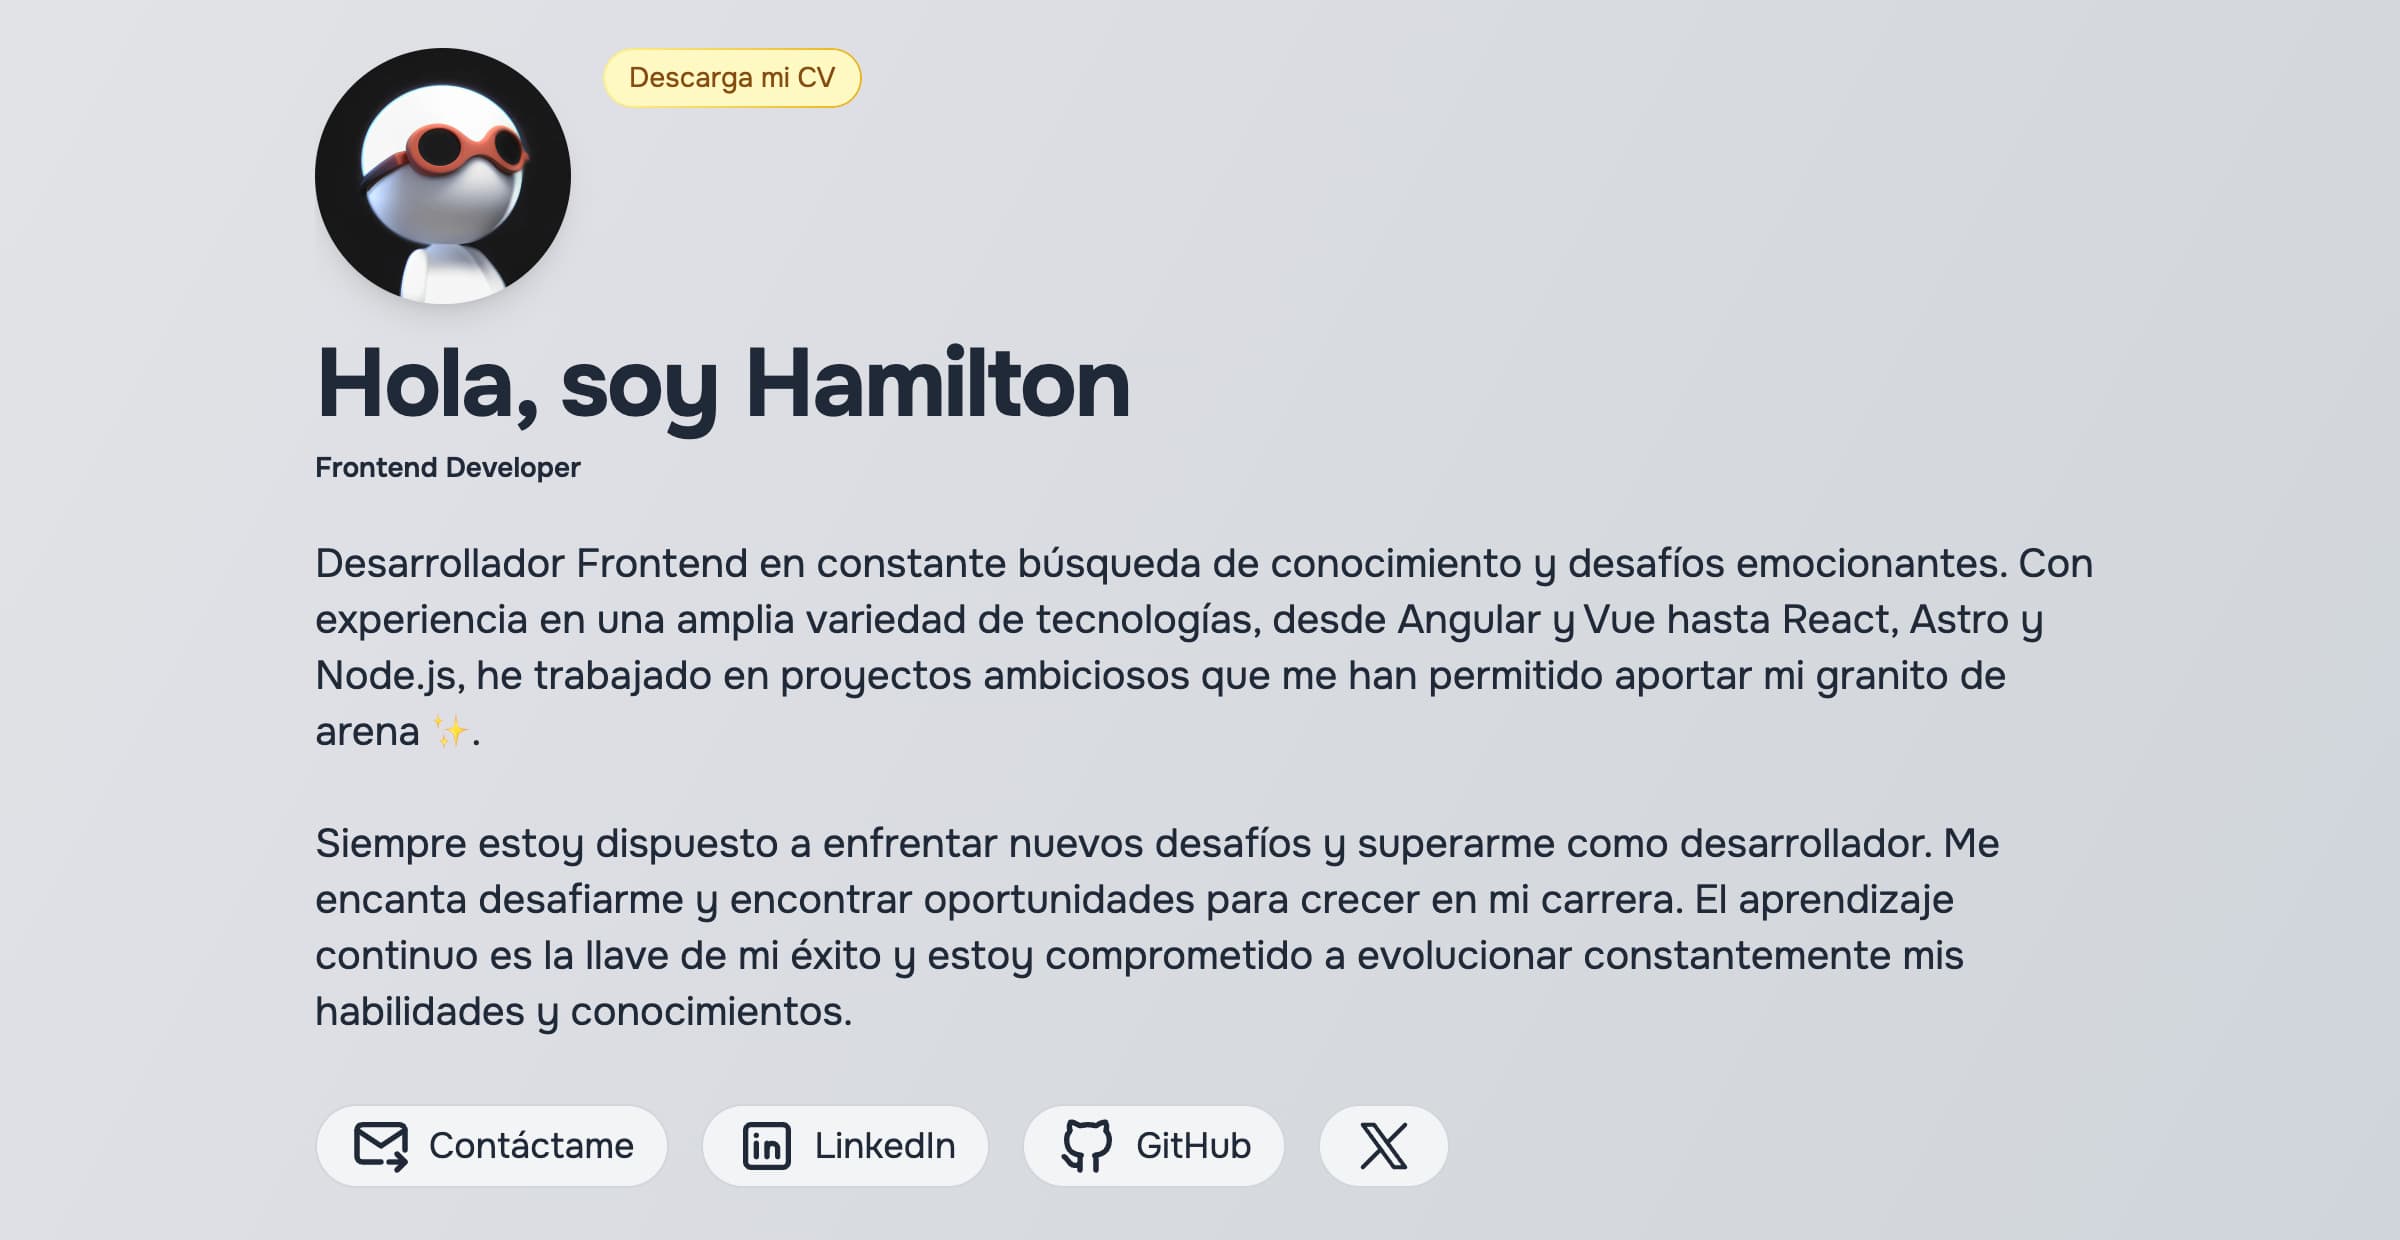 Descarga mi CV
Hola, soy Hamilton
Frontend Developer
Desarrollador Frontend en constante búsqueda de conocimiento y desafíos emocionantes. Con
experiencia en una amplia variedad de tecnologías, desde Angular y Vue hasta React, Astro y
Node.js, he trabajado en proyectos ambiciosos que me han permitido aportar mi granito de
arena ✨.
Siempre estoy dispuesto a enfrentar nuevos desafíos y superarme como desarrollador. Me
encanta desafiarme y encontrar oportunidades para crecer en mi carrera. El aprendizaje
continuo es la llave de mi éxito y estoy comprometido a evolucionar constantemente mis
habilidades y conocimientos.
Contáctame
LinkedIn
GitHub